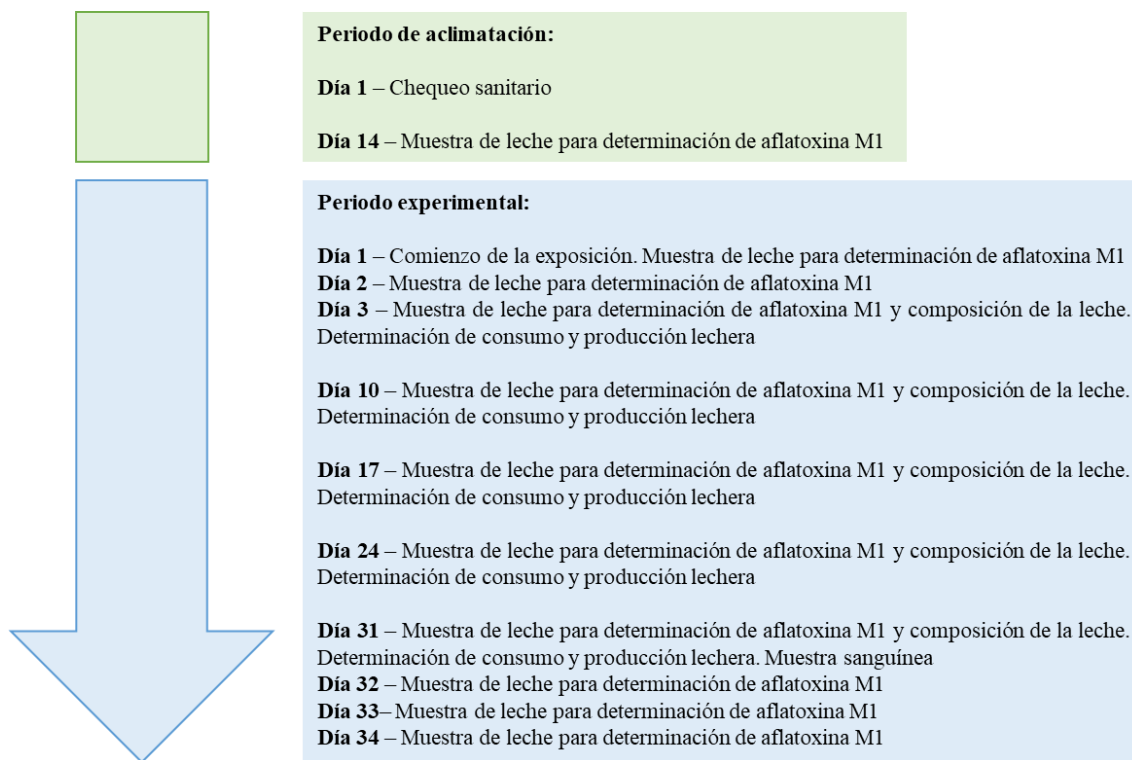 Periodo de aclimatación:
Día 1 – Chequeo sanitario
Día 14 – Muestra de leche para determinación de aflatoxina M1
Periodo experimental:
Día 1 – Comienzo de la exposición. Muestra de leche para determinación de aflatoxina M1
Día 2 – Muestra de leche para determinación de aflatoxina M1
Día 3 – Muestra de leche para determinación de aflatoxina M1 y composición de la leche.
Determinación de consumo y producción lechera
Día 10 – Muestra de leche para determinación de aflatoxina M1 y composición de la leche.
Determinación de consumo y producción lechera
Día 17 – Muestra de leche para determinación de aflatoxina M1 y composición de la leche.
Determinación de consumo y producción lechera
Día 24 – Muestra de leche para determinación de aflatoxina M1 y composición de la leche.
Determinación de consumo y producción lechera
Día 31 – Muestra de leche para determinación de aflatoxina M1 y composición de la leche.
Determinación de consumo y producción lechera. Muestra sanguínea
Día 32 – Muestra de leche para determinación de aflatoxina M1
Día 33– Muestra de leche para determinación de aflatoxina M1
Día 34 – Muestra de leche para determinación de aflatoxina M1